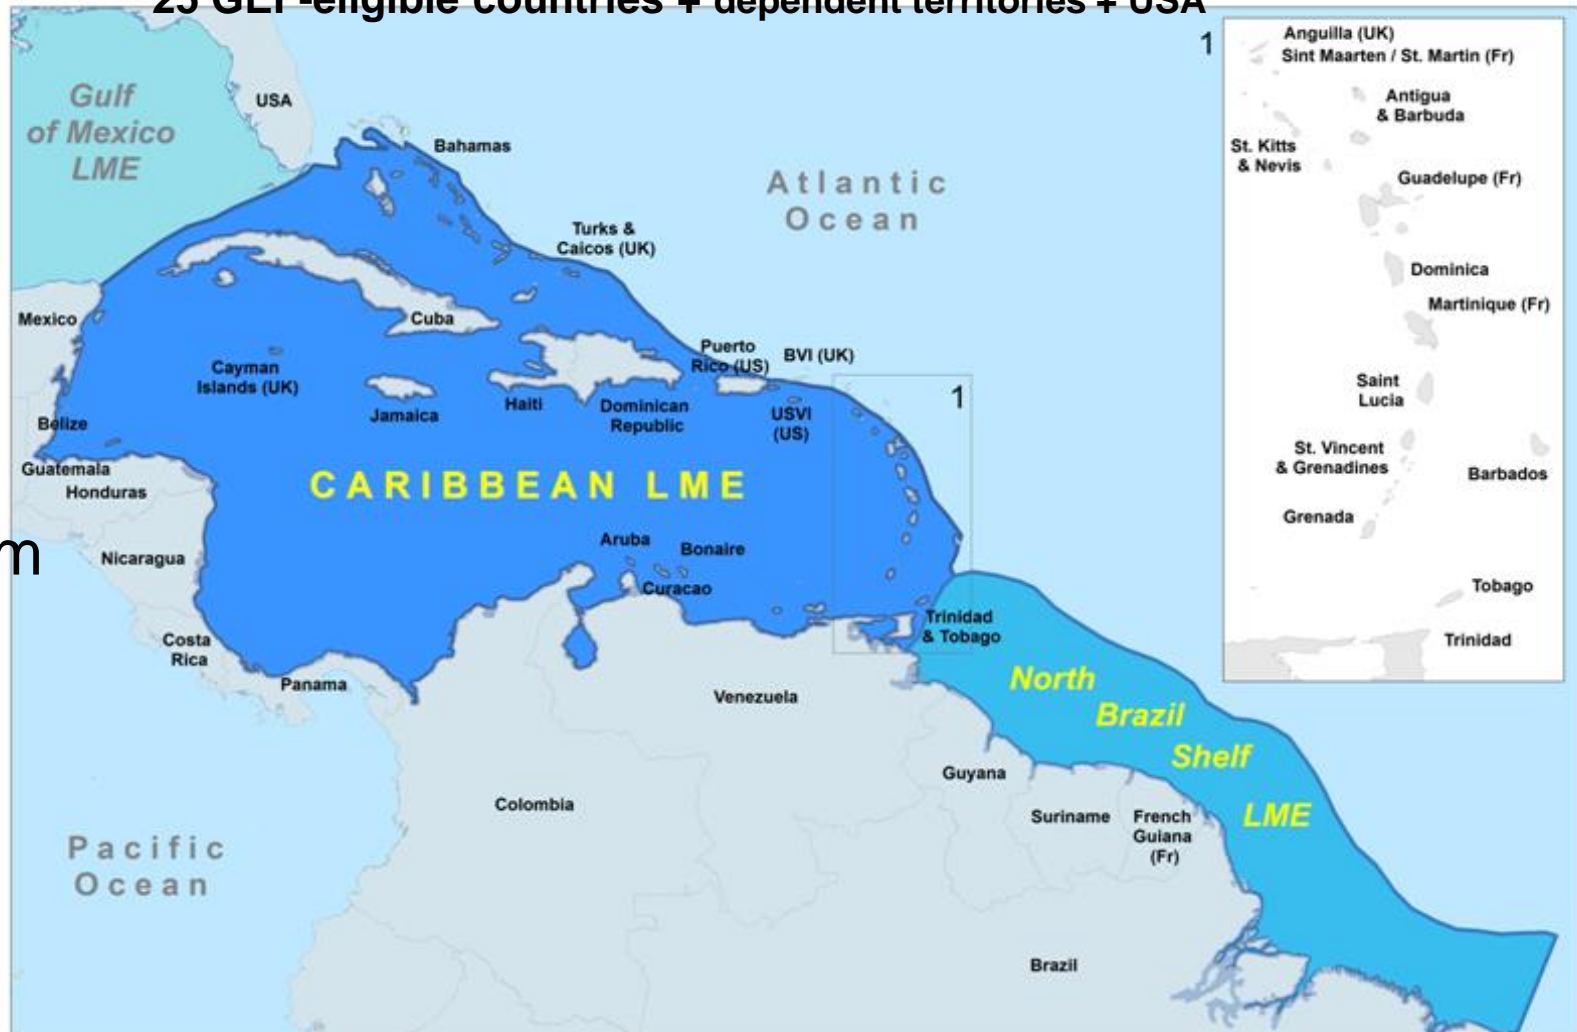 25 GEF-eligible countries + dependent territories + USA
Gulf
of Mexico
LME
USA
Bahamas
Atlantic
Ocean
Turks &
Caicos (UK)
Mexico
Cuba
Cayman
Islands (UK)
Puerto
Rico (US)
BVI (UK)
Jamaica
Haiti
Dominican
Republic
USVI
(US)
1
Belize
Guatemala
Honduras
CARIBBEAN LME
m
Nicaragua
Aruba
Bonaire
Curacao
Costa
Rica
Panama
Trinidad
& Tobago
Venezuela
North
Brazil
Shelf
LME
Colombia
Guyana
Suriname
French
Guiana
(Fr)
Pacific
Ocean
Brazil
1
Anguilla (UK)
Sint Maarten / St. Martin (Fr)
Antigua
& Barbuda
St. Kitts
& Nevis
Guadelupe (Fr)
Dominica
Martinique (Fr)
Saint
Lucia
St. Vincent
& Grenadines
Barbados
Grenada
Tobago
Trinidad